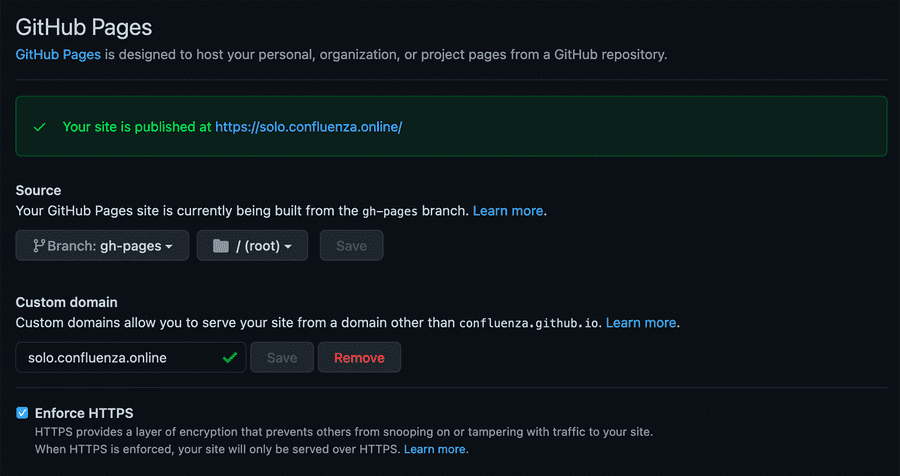 GitHub Pages
GitHub Pages is designed to host your personal, organization, or project pages from a GitHub repository.
Your site is published at https://solo.confluenza.online/
Source
Your GitHub Pages site is currently being built from the gh-pages branch. Learn more.
Branch: gh-pages / (root) Save
Custom domain
Custom domains allow you to serve your site from a domain other than confluenza.github.io. Learn more.
solo.confluenza.online Save Remove
Enforce HTTPS
HTTPS provides a layer of encryption that prevents others from snooping on or tampering with traffic to your site.
When HTTPS is enforced, your site will only be served over HTTPS. Learn more.